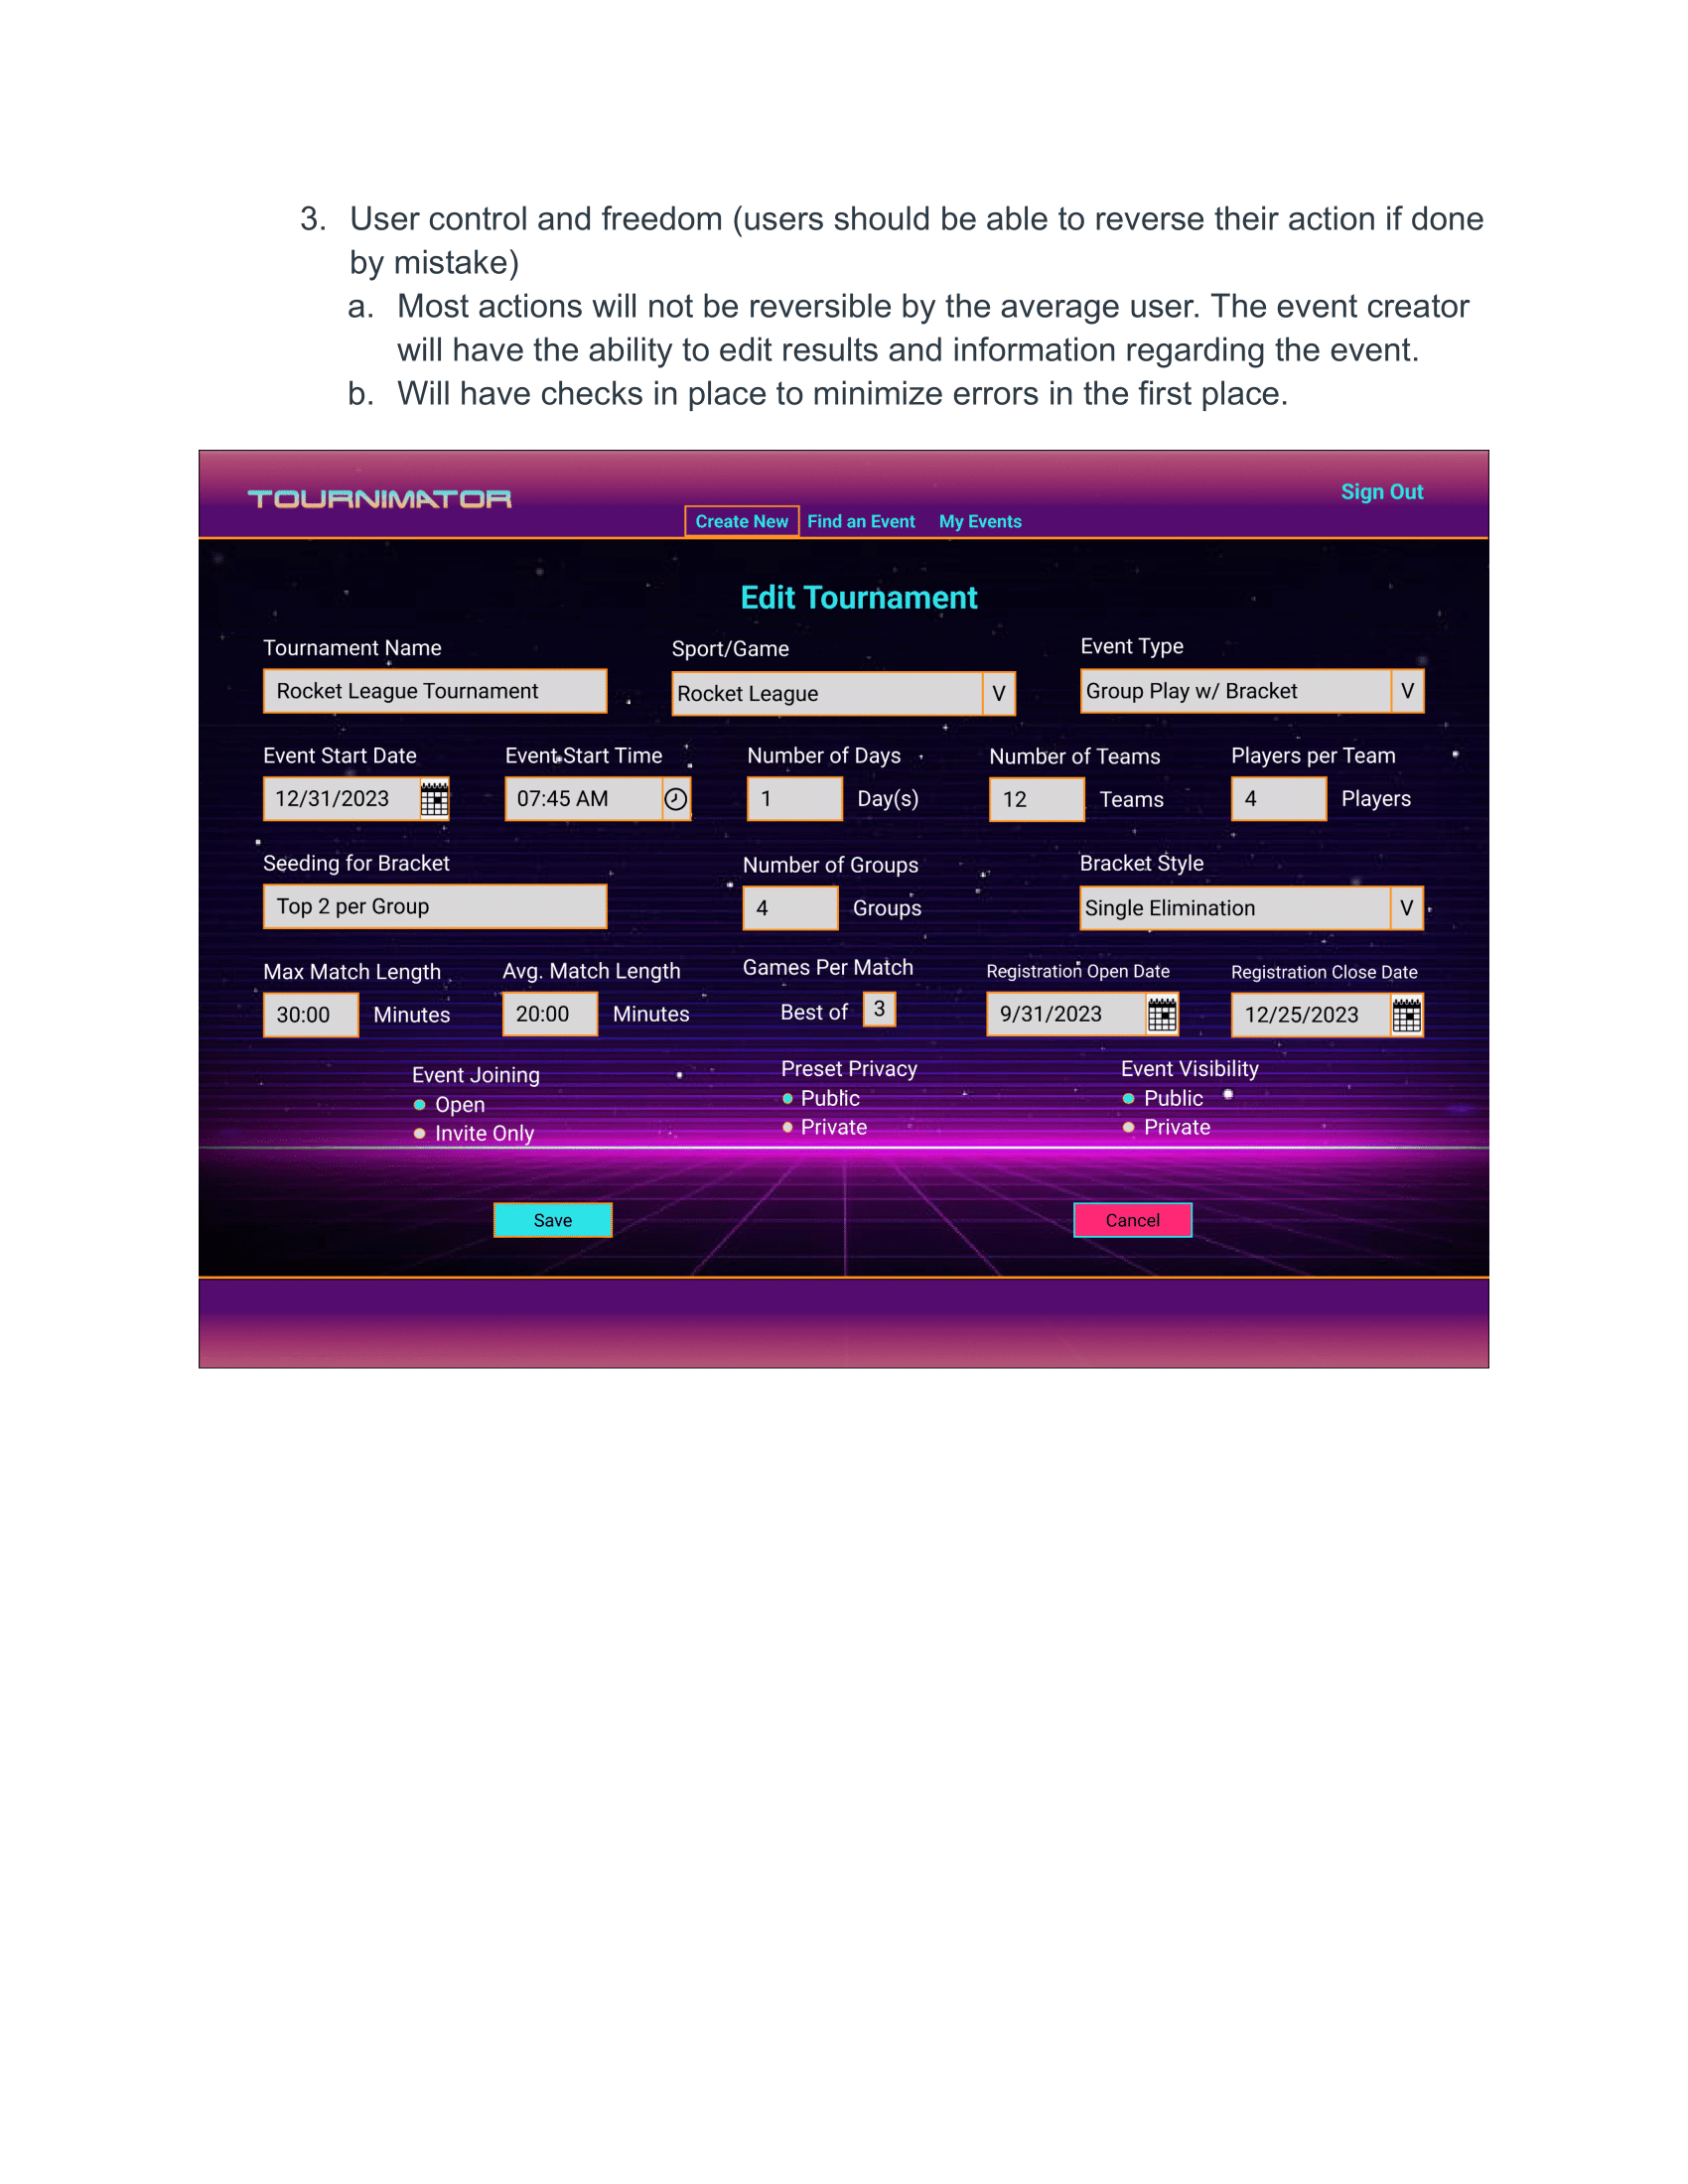 3. User control and freedom (users should be able to reverse their action if done
by mistake)
a. Most actions will not be reversible by the average user. The event creator
will have the ability to edit results and information regarding the event.
b. Will have checks in place to minimize errors in the first place.
TOURNIMATOR
Sign Out
Create New Find an Event My Events
Edit Tournament
Tournament Name Sport/Game Event Type
Rocket League Tournament Rocket League V Group Play w/ Bracket V
Event Start Date Event Start Time Number of Days Number of Teams Players per Team
12/31/2023 07:45 AM 1 Day(s) 12 Teams 4 Players
Seeding for Bracket Number of Groups Bracket Style
Top 2 per Group 4 Groups Single Elimination V
Max Match Length Avg. Match Length Games Per Match Registration Open Date Registration Close Date
30:00 Minutes 20:00 Minutes Best of 3 9/31/2023 12/25/2023
Event Joining Preset Privacy Event Visibility
Open Public Public
Invite Only Private Private
Save Cancel